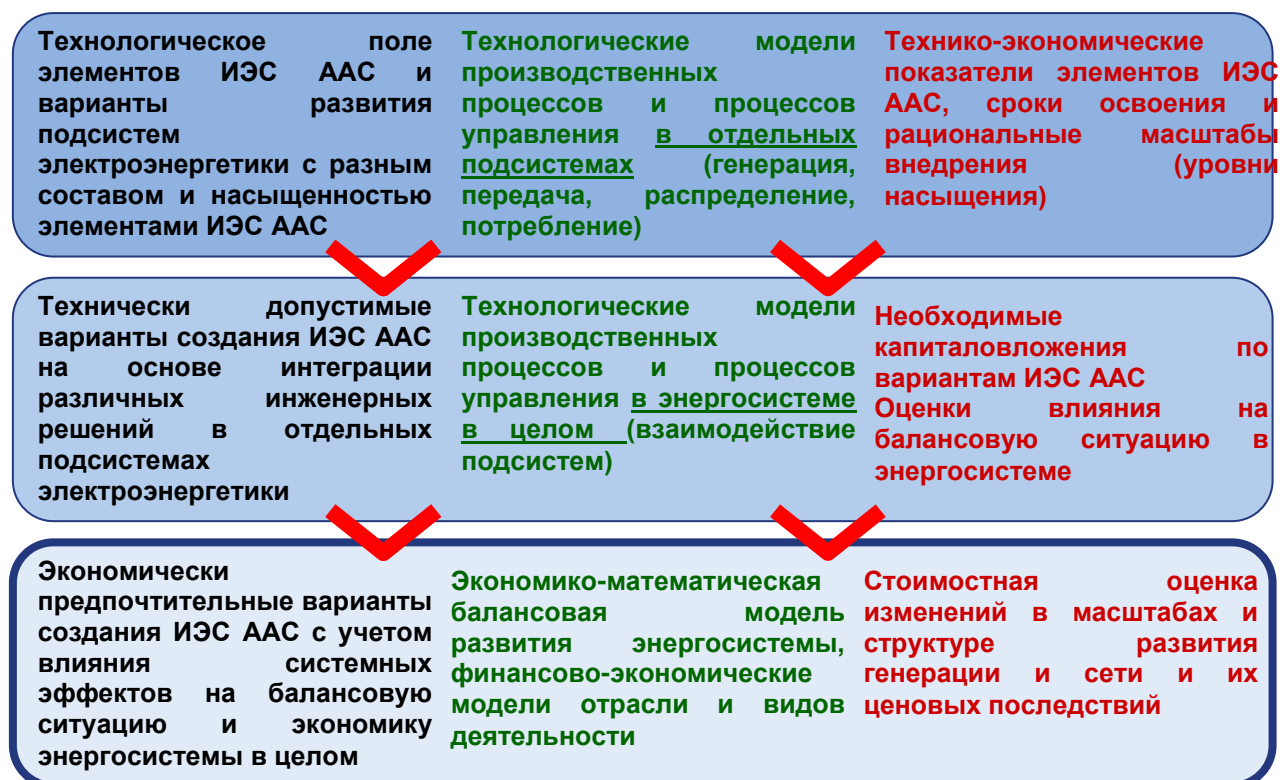 Технологическое поле
элементов ИЭС ААС и
варианты развития
подсистем
электроэнергетики с разным
составом и насыщенностью
элементами ИЭС ААС
Технологические модели
производственных
процессов и процессов
управления в отдельных
подсистемах (генерация,
передача, распределение,
потребление)
Технико-экономические
показатели элементов ИЭС
ААС, сроки освоения и
рациональные масштабы
внедрения (уровни
насыщения)
Технически допустимые
варианты создания ИЭС ААС
на основе интеграции
различных инженерных
решений в отдельных
подсистемах
электроэнергетики
Технологические модели
производственных
процессов и процессов
управления в энергосистеме
в целом (взаимодействие
подсистем)
Необходимые
капиталовложения по
вариантам ИЭС ААС
Оценки влияния на
балансовую ситуацию в
энергосистеме
Экономически
предпочтительные варианты
создания ИЭС ААС с учетом
влияния системных
эффектов на балансовую
ситуацию и экономику
энергосистемы в целом
Экономико-математическая
балансовая модель
развития энергосистемы,
финансово-экономические
модели отрасли и видов
деятельности
Стоимостная оценка
изменений в масштабах и
структуре развития
генерации и сети и их
ценовых последствий